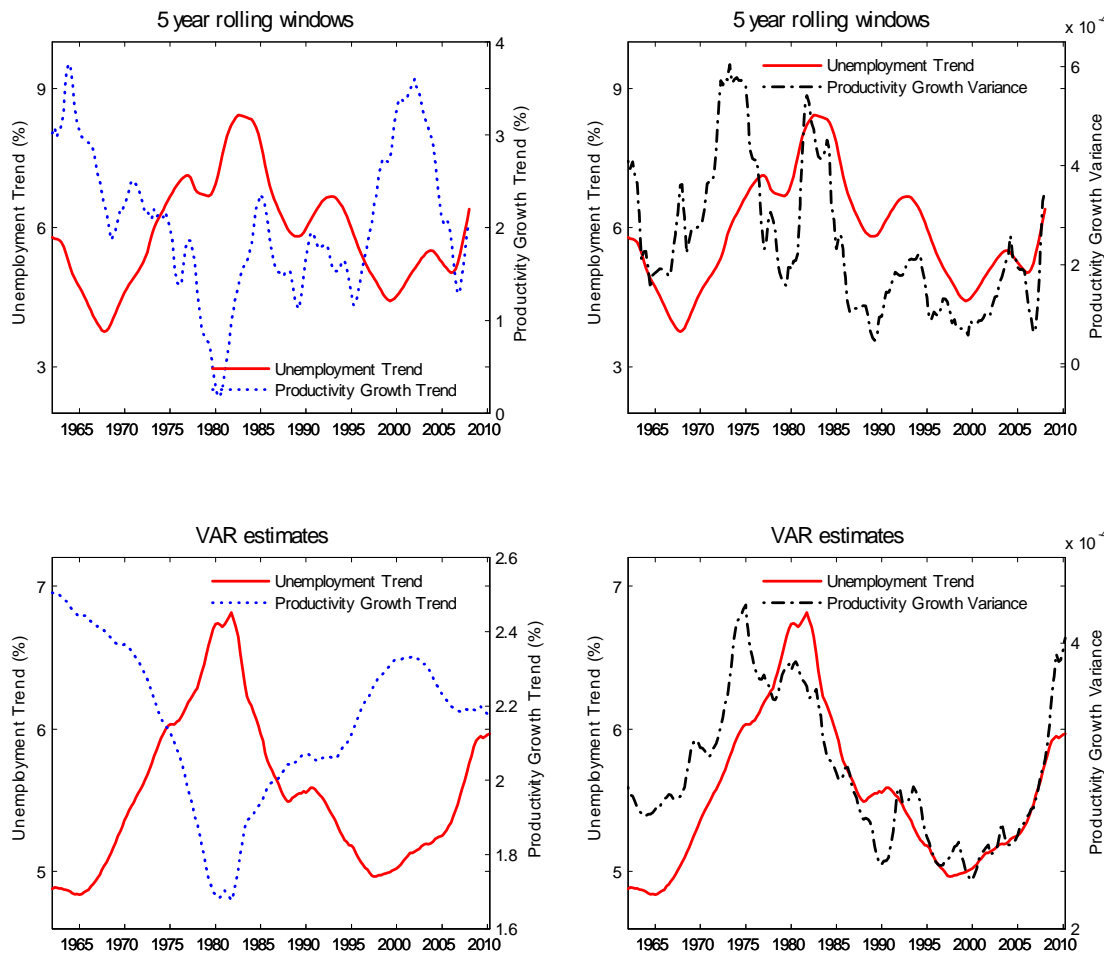 5 year rolling windows
Unemployment Trend (%)
9
6
3
4
3
2
1
0
Productivity Growth Trend (%)
Unemployment Trend
Productivity Growth Trend
1965 1970 1975 1980 1985 1990 1995 2000 2005 2010
5 year rolling windows
x 10-4
Unemployment Trend (%)
9
6
3
6
4
2
0
Productivity Growth Variance
Unemployment Trend
Productivity Growth Variance
1965 1970 1975 1980 1985 1990 1995 2000 2005 2010
VAR estimates
Unemployment Trend (%)
7
6
5
2.6
2.4
2.2
2
1.8
1.6
Productivity Growth Trend (%)
Unemployment Trend
Productivity Growth Trend
1965 1970 1975 1980 1985 1990 1995 2000 2005 2010
VAR estimates
x 10-4
Unemployment Trend (%)
7
6
5
4
2
Productivity Growth Variance
Unemployment Trend
Productivity Growth Variance
1965 1970 1975 1980 1985 1990 1995 2000 2005 2010